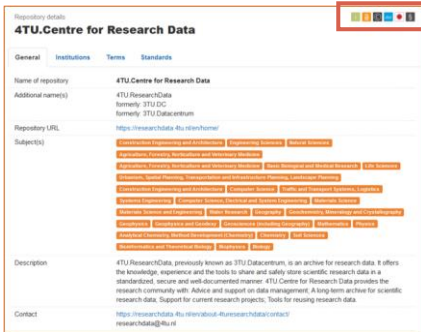 Repository details
4TU.Centre for Research Data
General Institutions Terms Standards
Name of repository 4TU.Centre for Research Data
Additional name(s) 4TU.ResearchData
formerly: 3TU.DC
formerly: 3TU.Datacentrum
Repository URL https://researchdata.4tu.nl/en/home/
Subject(s) Construction Engineering and Architecture Engineering Sciences Natural Sciences
Agriculture, Forestry, Horticulture and Veterinary Medicine
Agriculture, Forestry, Horticulture and Veterinary Medicine Basic Biological and Medical Research Life Sciences
Urbanism, Spatial Planning, Transportation and Infrastructure Planning, Landscape Planning
Construction Engineering and Architecture Computer Science Traffic and Transport Systems, Logistics
Systems Engineering Computer Science, Electrical and System Engineering Materials Science
Materials Science and Engineering Water Research Geography Geochemistry, Mineralogy and Crystallography
Geophysics Geophysics and Geodesy Geosciences (including Geography) Mathematics Physics
Analytical Chemistry, Method Development (Chemistry) Chemistry Soil Sciences
Bioinformatics and Theoretical Biology Biophysics Biology
Description 4TU.ResearchData, previously known as 3TU.Datacentrum, is an archive for research data. It offers
the knowledge, experience and the tools to share and safely store scientific research data in a
standardized, secure and well-documented manner. 4TU.Centre for Research Data provides the
research community with: Advice and support on data management; A long-term archive for scientific
research data; Support for current research projects; Tools for reusing research data.
Contact https://researchdata.4tu.nl/en/about-4turesearchdata/contact/
researchdata@4tu.nl